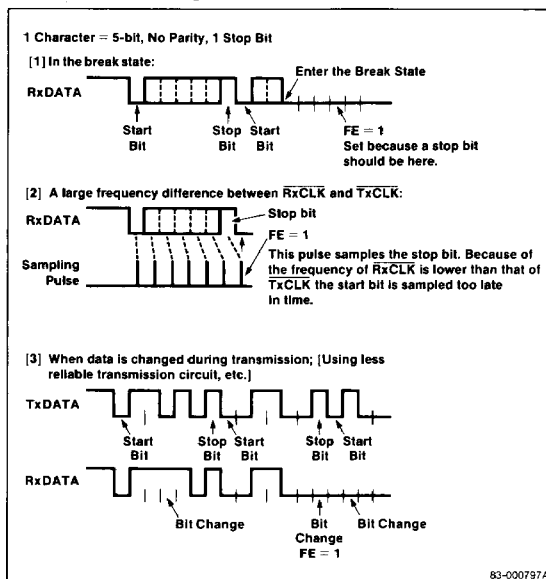 1 Character = 5-bit, No Parity, 1 Stop Bit
[1] In the break state:
RxDATA
Enter the Break State
Start Bit
Stop Bit
Start Bit
FE = 1
Set because a stop bit
should be here.
[2] A large frequency difference between RxCLK and TxCLK:
RxDATA
Stop bit
FE = 1
Sampling
Pulse
This pulse samples the stop bit. Because of
the frequency of RxCLK is lower than that of
TxCLK the start bit is sampled too late
in time.
[3] When data is changed during transmission; [Using less
reliable transmission circuit, etc.]
TxDATA
Start Bit
Stop Bit
Start Bit
Stop Bit
Start Bit
RxDATA
Bit Change
Bit Change
FE = 1
Bit Change
83-000797A